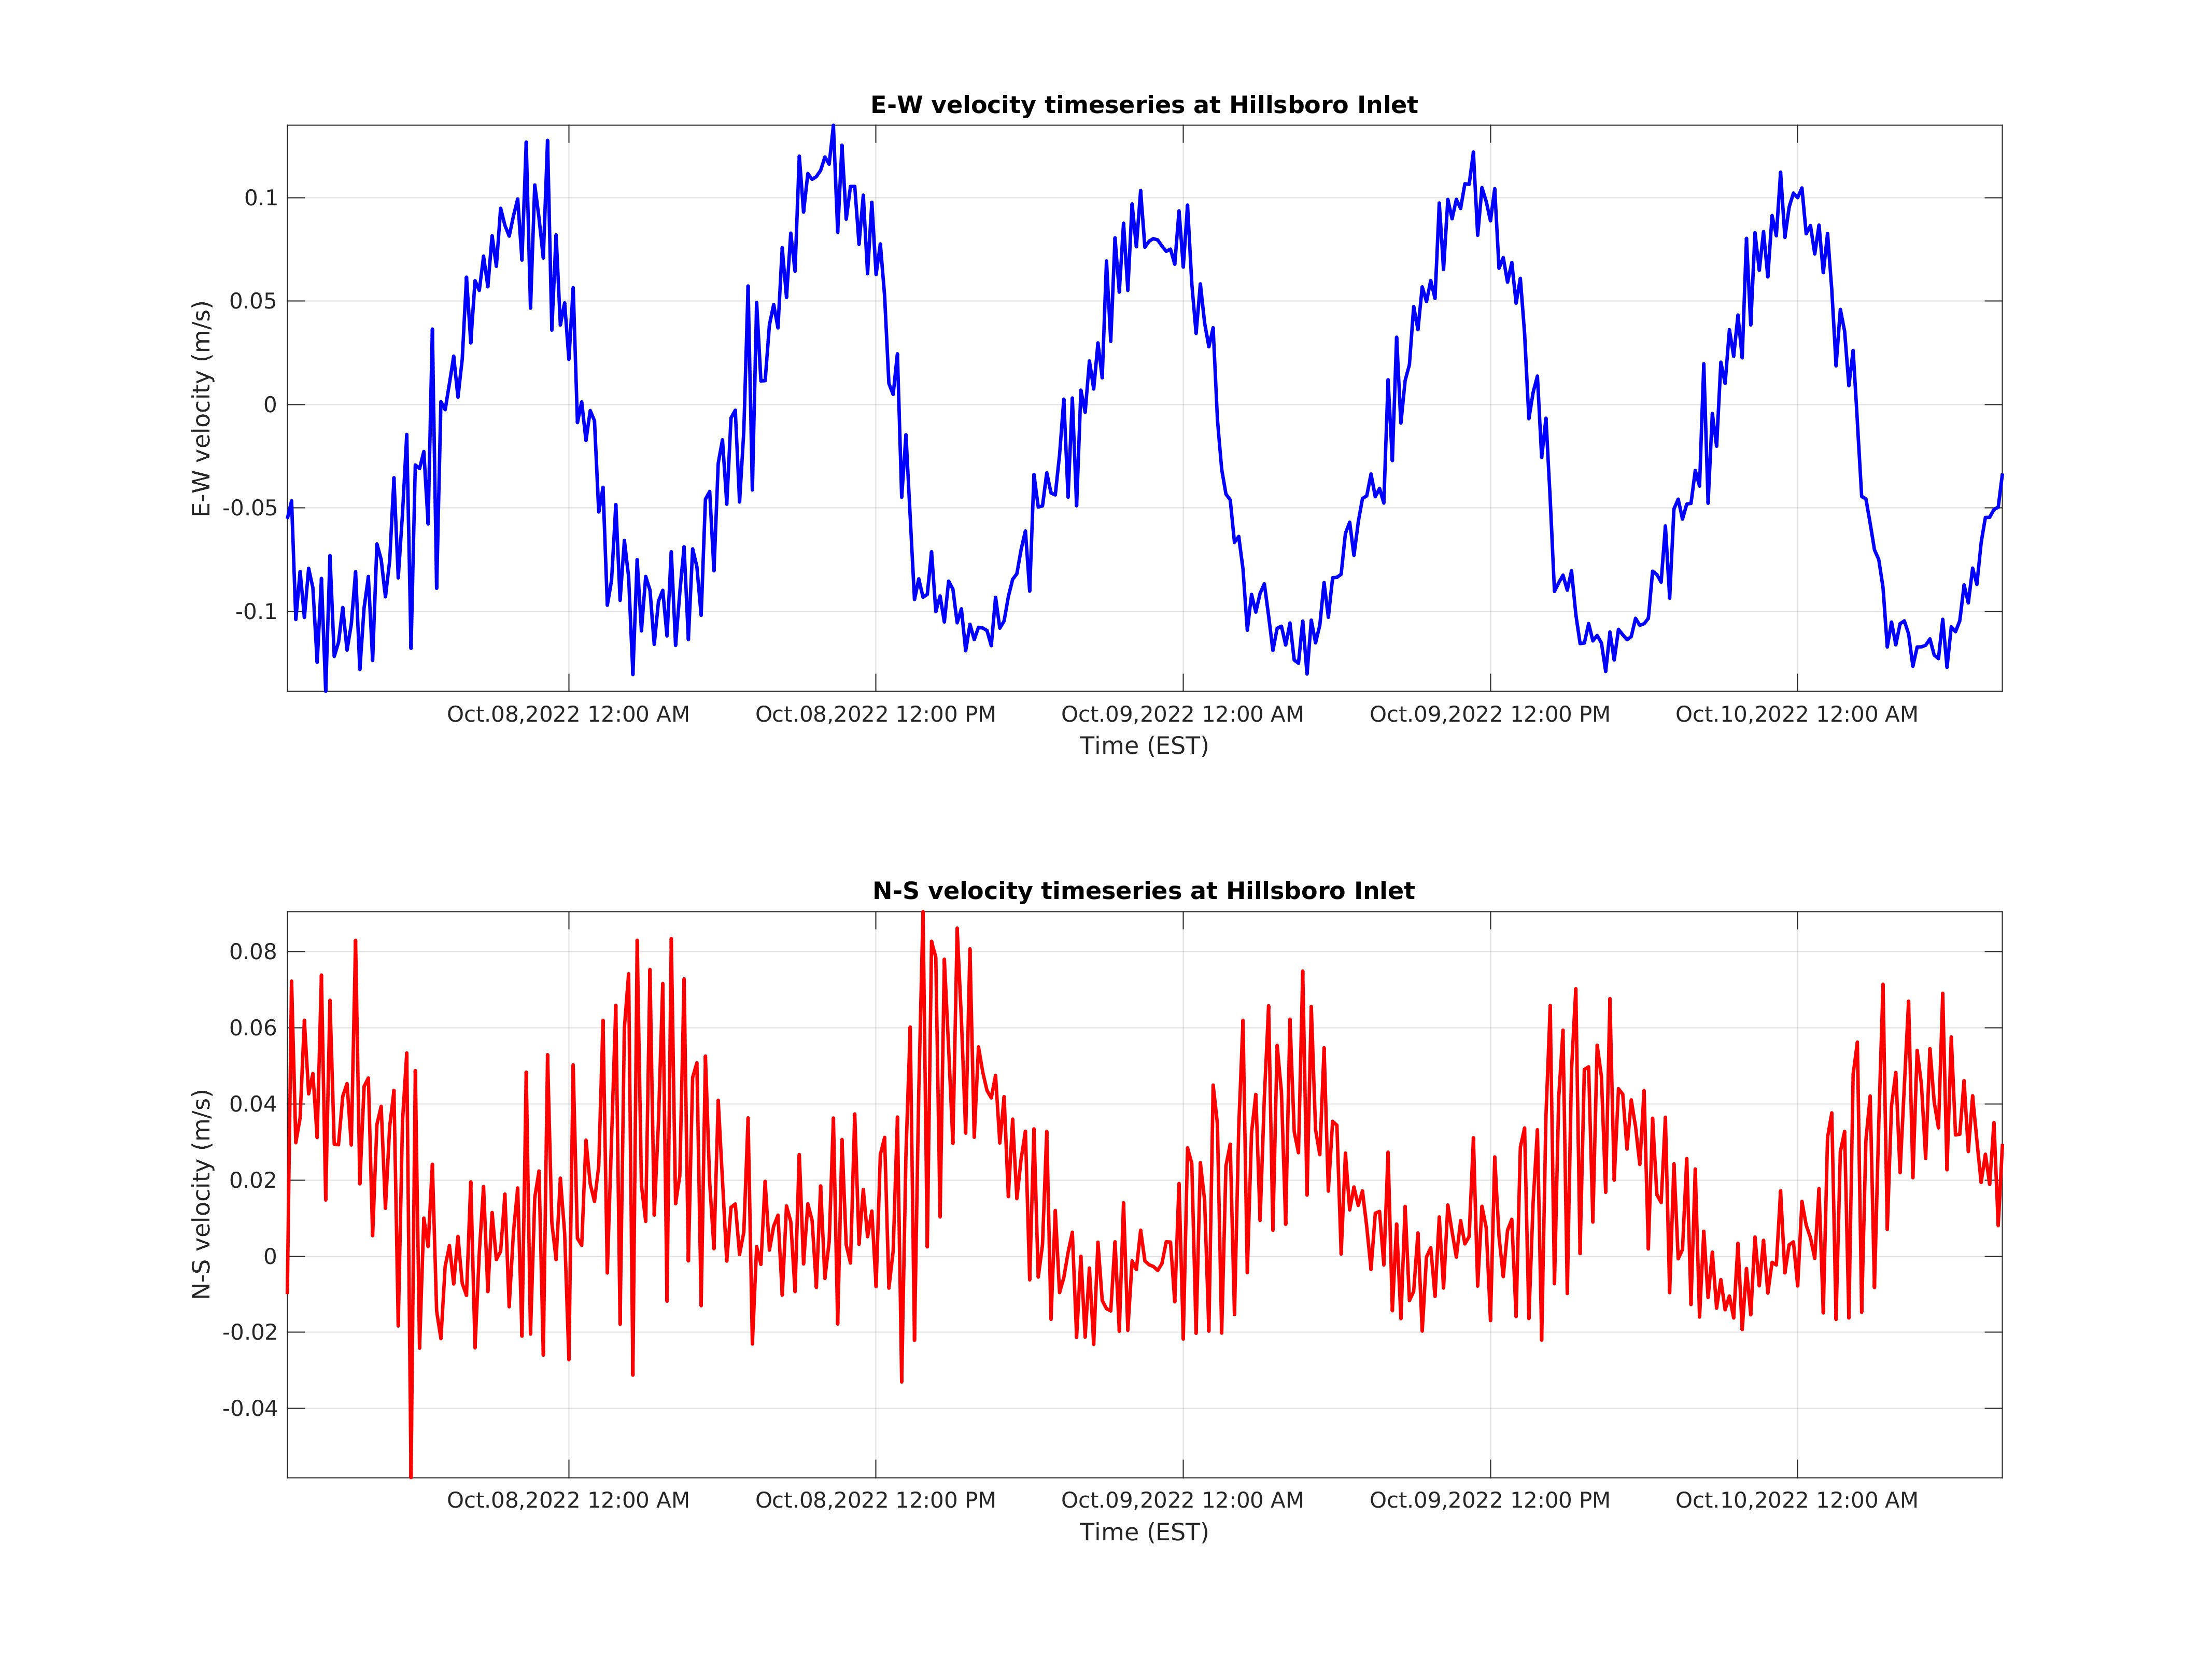 E-W velocity timeseries at Hillsboro Inlet
0.1
0.05
0
-0.05
-0.1
E-W velocity (m/s)
Oct.08,2022 12:00 AM Oct.08,2022 12:00 PM Oct.09,2022 12:00 AM Oct.09,2022 12:00 PM Oct.10,2022 12:00 AM
Time (EST)
N-S velocity timeseries at Hillsboro Inlet
0.08
0.06
0.04
0.02
0
-0.02
-0.04
N-S velocity (m/s)
Oct.08,2022 12:00 AM Oct.08,2022 12:00 PM Oct.09,2022 12:00 AM Oct.09,2022 12:00 PM Oct.10,2022 12:00 AM
Time (EST)